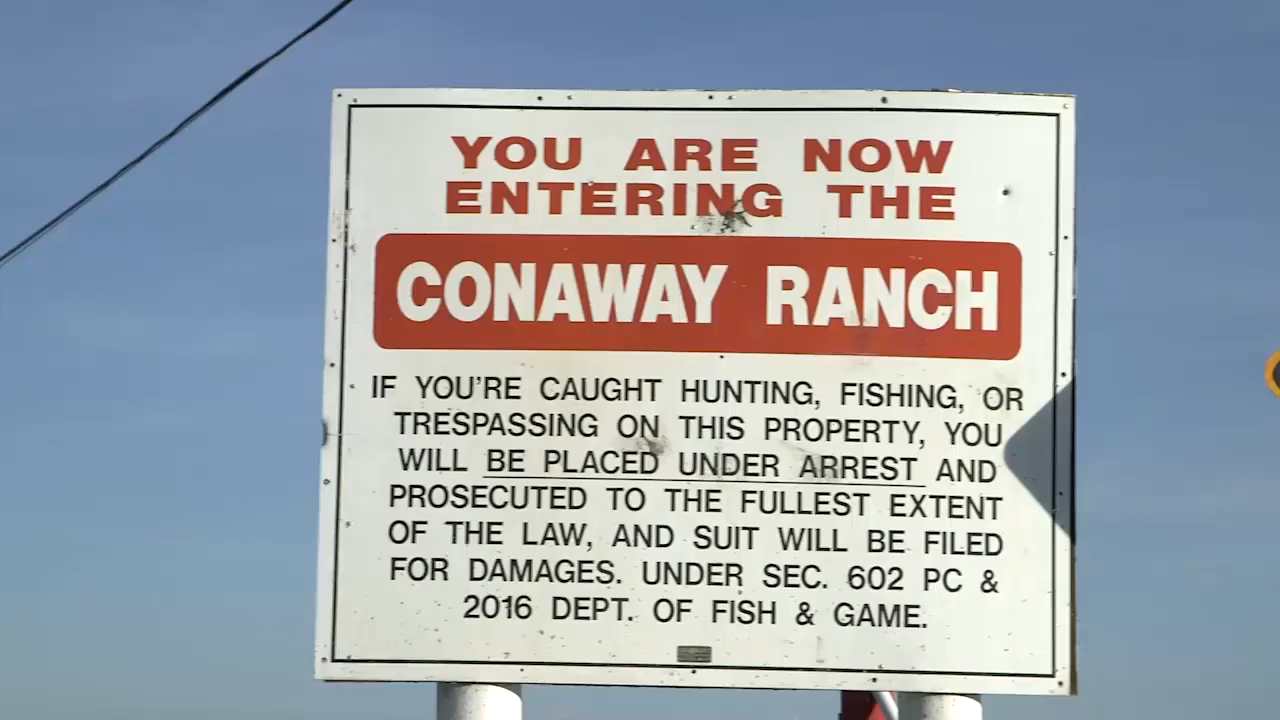 YOU ARE NOW
ENTERING THE
CONAWAY RANCH
IF YOU'RE CAUGHT HUNTING, FISHING, OR
TRESPASSING ON THIS PROPERTY, YOU
WILL BE PLACED UNDER ARREST AND
PROSECUTED TO THE FULLEST EXTENT
OF THE LAW, AND SUIT WILL BE FILED
FOR DAMAGES. UNDER SEC. 602 PC &
2016 DEPT. OF FISH & GAME.